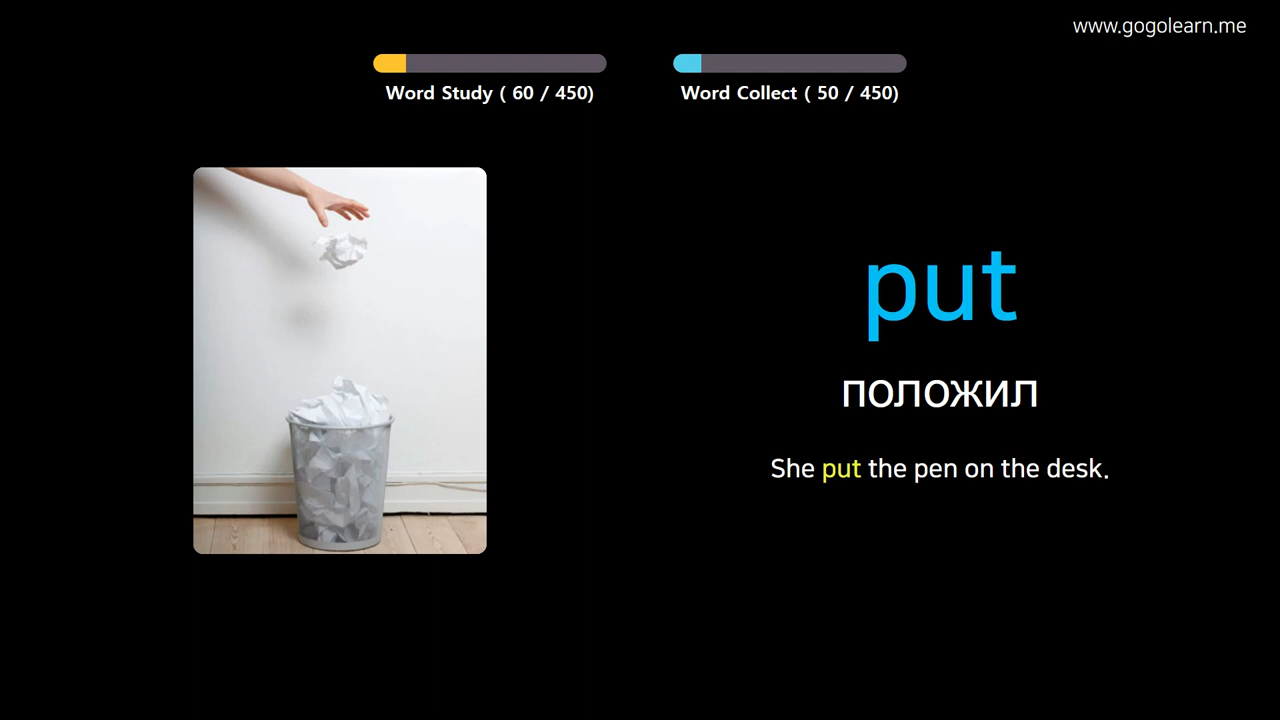 www.gogolearn.me
Word Study ( 60 / 450)
Word Collect ( 50 / 450)
put
положил
She put the pen on the desk.